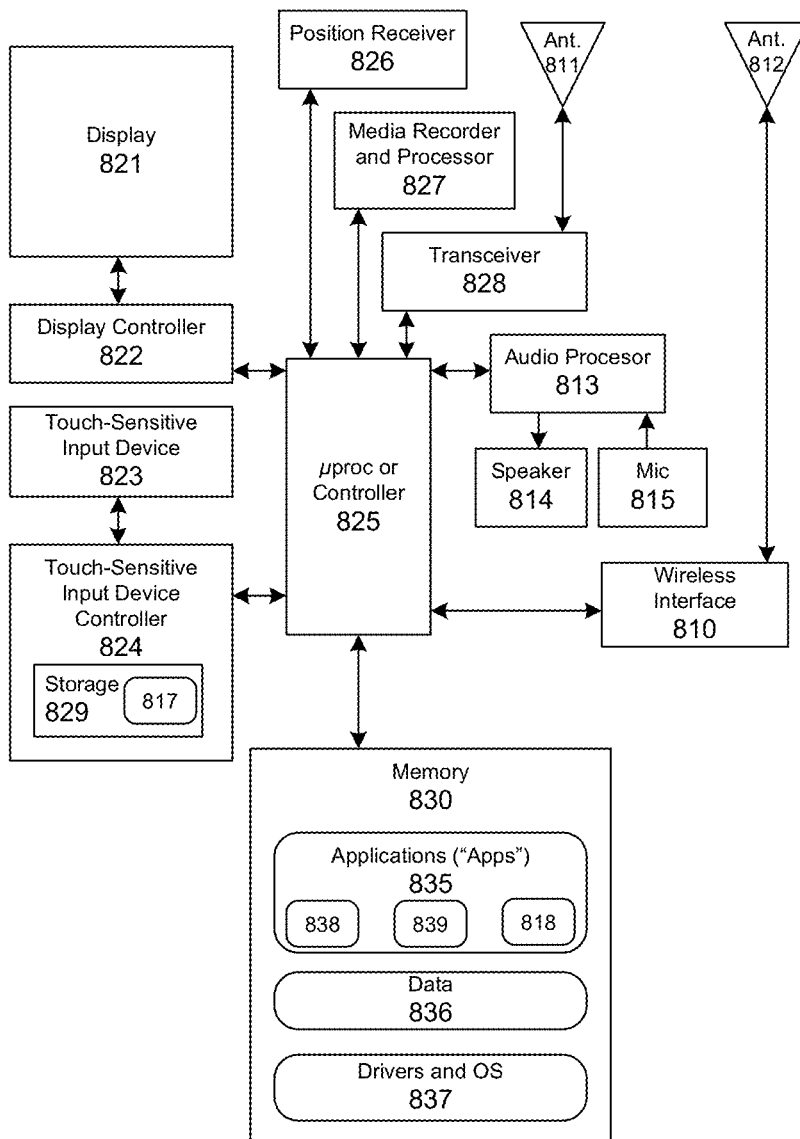 Position Receiver
826
Ant.
811
Ant.
812
Display
821
Media Recorder
and Processor
827
Transceiver
828
Display Controller
822
Audio Procesor
813
Touch-Sensitive
Input Device
823
µproc or
Controller
825
Speaker
814
Mic
815
Touch-Sensitive
Input Device
Controller
824
Storage
829
817
Wireless
Interface
810
Memory
830
Applications (“Apps”)
835
838
839
818
Data
836
Drivers and OS
837